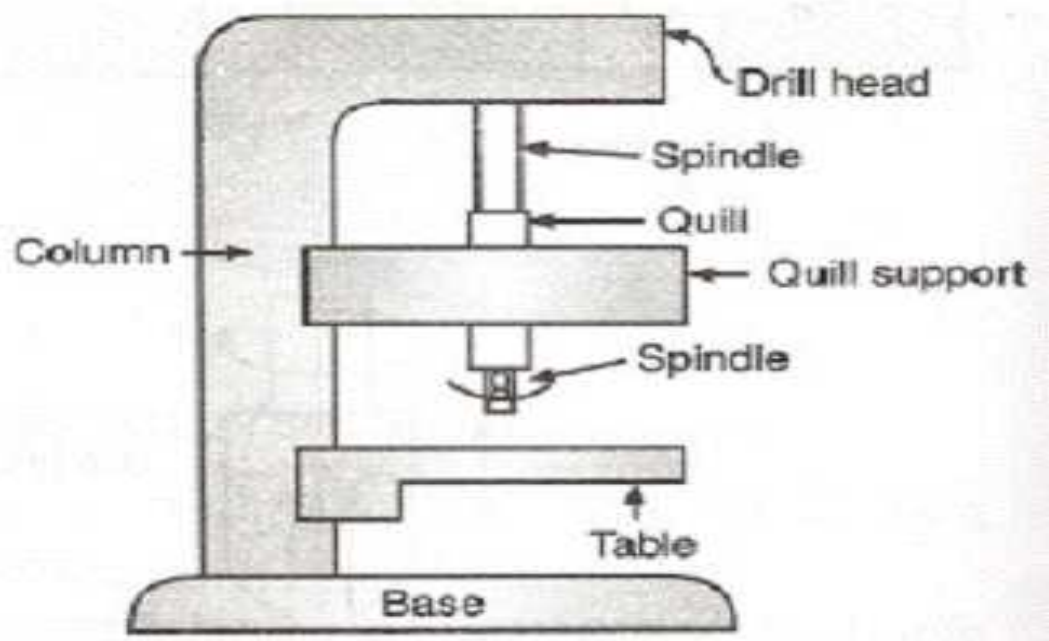 Drill head
Spindle
Quill
Column
Quill support
Spindle
Table
Base